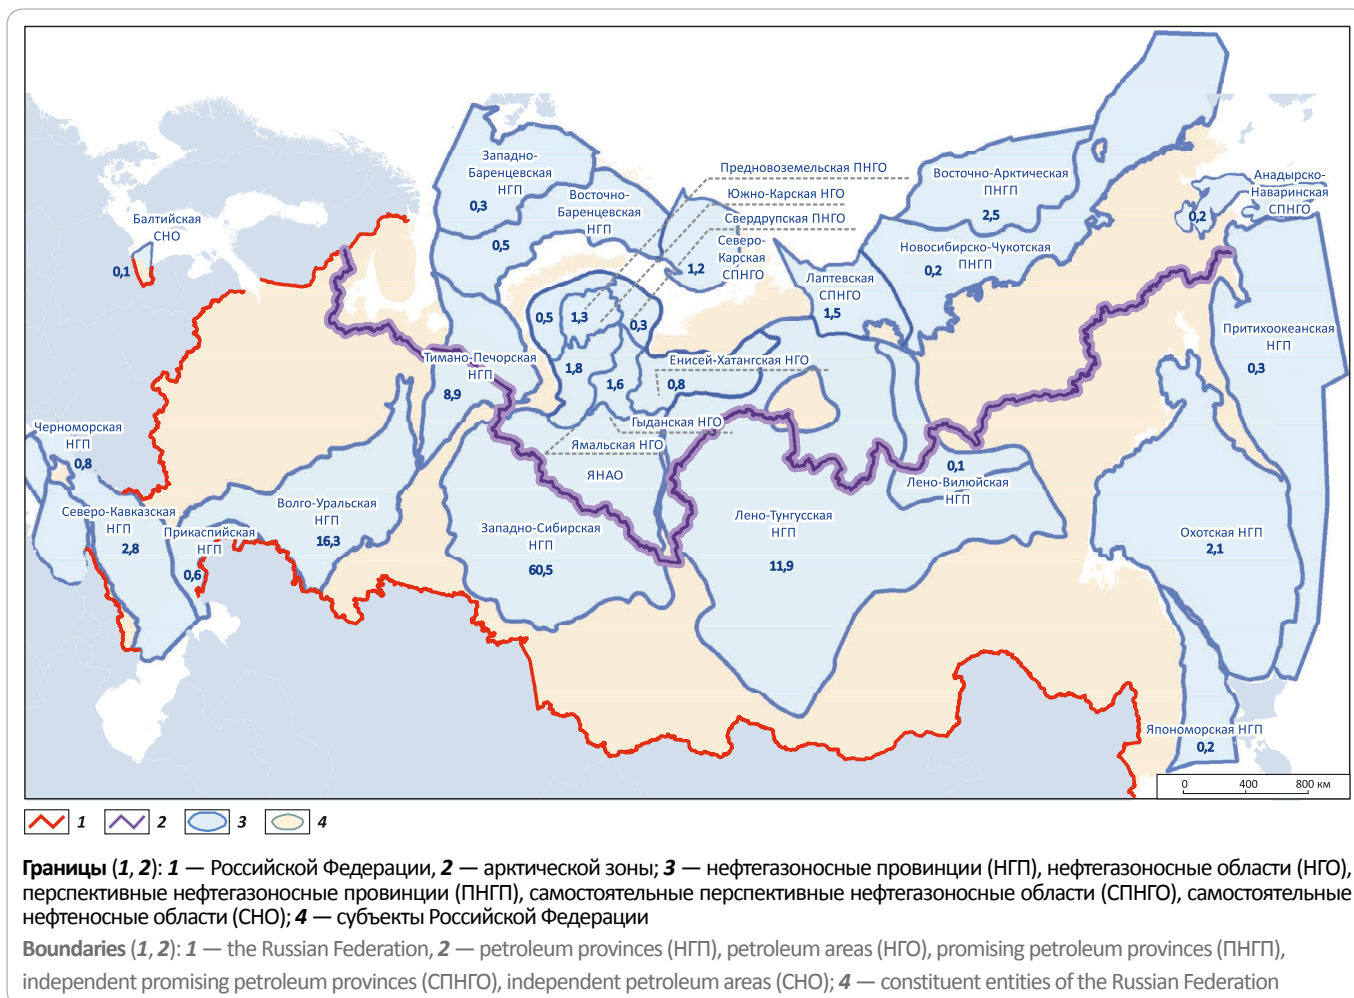 Западно-
Баренцевская
НГП
0,3
Восточно-
Баренцевская
НГП
0,5
Предновоземельская ПНГО
Южно-Карская НГО
Свердрупская ПНГО
Северо-
Карская
СПНГО
1,2
Восточно-Арктическая
ПНГП
2,5
Анадырско-
Наваринская
СПНГО
0,2
Балтийская
СНО
0,1
Новосибирско-Чукотская
ПНГП
0,2
Лаптевская
СПНГО
1,5
0,5
1,3
0,3
Притихоокеанская
НГП
0,3
Тимано-Печорская
НГП
8,9
1,8
1,6
Енисей-Хатангская НГО
0,8
Гыданская НГО
Ямальская НГО
ЯНАО
Черноморская
НГП
0,8
0,1
Лено-Вилюйская
НГП
Северо-Кавказская
НГП
2,8
Прикаспийская
НГП
0,6
Волго-Уральская
НГП
16,3
Западно-Сибирская
НГП
60,5
Лено-Тунгусская
НГП
11,9
Охотская НГП
2,1
Япономорская НГП
0,2
0 400 800 км
1 2 3 4
Границы (1, 2): 1 — Российской Федерации, 2 — арктической зоны; 3 — нефтегазоносные провинции (НГП), нефтегазоносные области (НГО),
перспективные нефтегазоносные провинции (ПНГП), самостоятельные перспективные нефтегазоносные области (СПНГО), самостоятельные
нефтеносные области (СНО); 4 — субъекты Российской Федерации
Boundaries (1, 2): 1 — the Russian Federation, 2 — petroleum provinces (НГП), petroleum areas (НГО), promising petroleum provinces (ПНГП),
independent promising petroleum provinces (СПНГО), independent petroleum areas (СНО); 4 — constituent entities of the Russian Federation